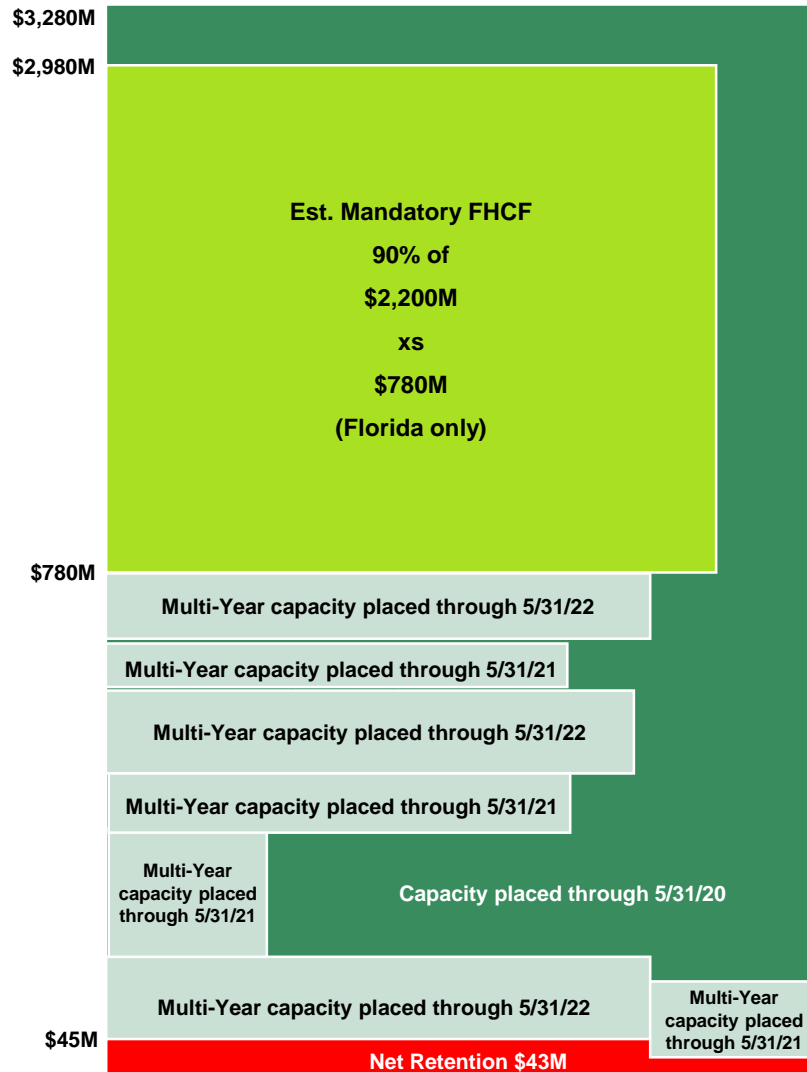 $3,280M
$2,980M
Est. Mandatory FHCF
90% of
$2,200M
xs
$780M
(Florida only)
$780M
Multi-Year capacity placed through 5/31/22
Multi-Year capacity placed through 5/31/21
Multi-Year capacity placed through 5/31/22
Multi-Year capacity placed through 5/31/21
Multi-Year
capacity placed
through 5/31/21
Capacity placed through 5/31/20
Multi-Year capacity placed through 5/31/22
Multi-Year
capacity placed
through 5/31/21
$45M
Net Retention $43M